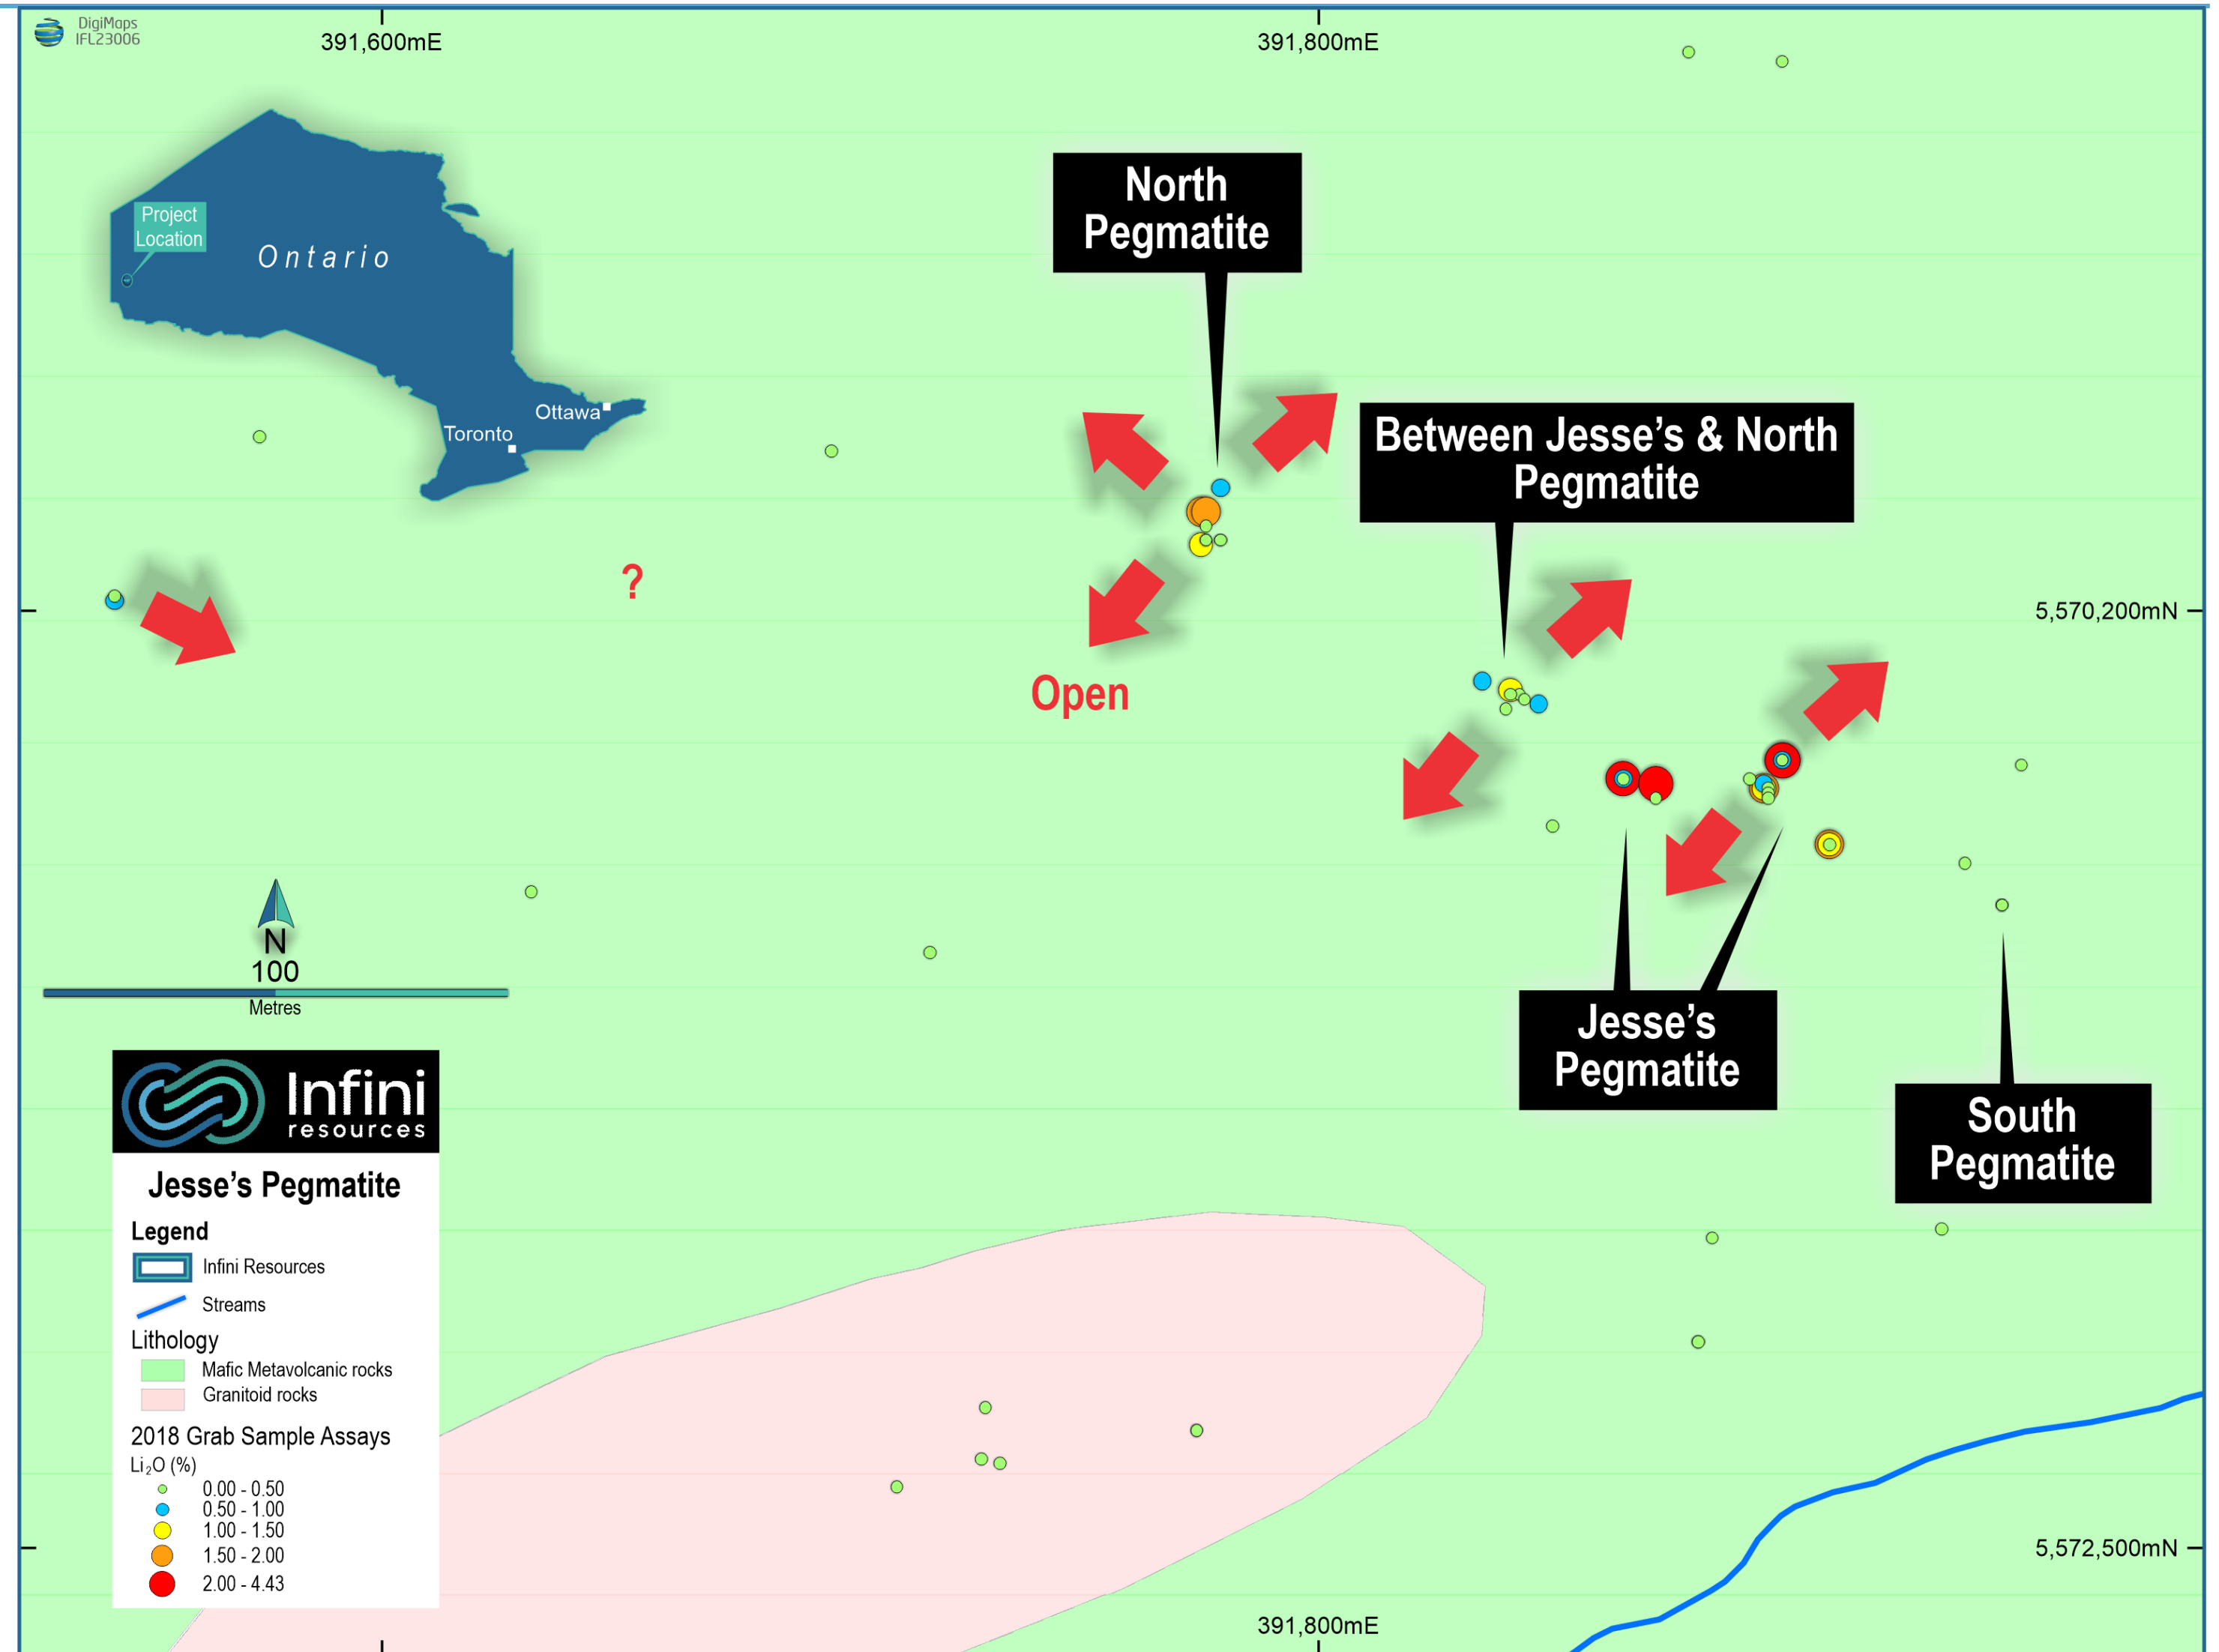 DigiMaps
IFL23006
391,600mE
391,800mE
North
Pegmatite
Project
Location
Ontario
Between Jesse’s & North
Pegmatite
Ottawa
Toronto
?
5,570,200mN
Open
N
100
Metres
Jesse’s
Pegmatite
South
Pegmatite
Infini
resources
Jesse’s Pegmatite
Legend
Infini Resources
Streams
Lithology
Mafic Metavolcanic rocks
Granitoid rocks
2018 Grab Sample Assays
Li₂O (%)
0.00 - 0.50
0.50 - 1.00
1.00 - 1.50
1.50 - 2.00
2.00 - 4.43
5,572,500mN
391,800mE